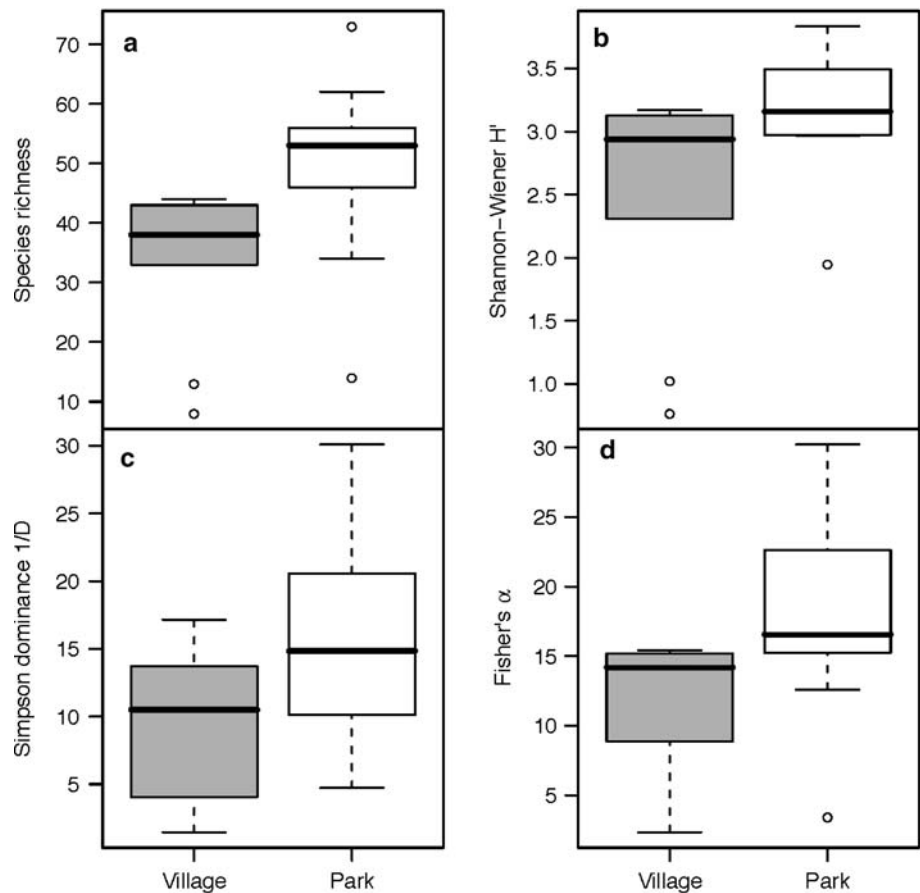 a
Species richness
70
60
50
40
30
20
10
b
Shannon-Wiener H'
3.5
3.0
2.5
2.0
1.5
1.0
c
Simpson dominance 1/D
30
25
20
15
10
5
Village
Park
d
Fisher's α
30
25
20
15
10
5
Village
Park